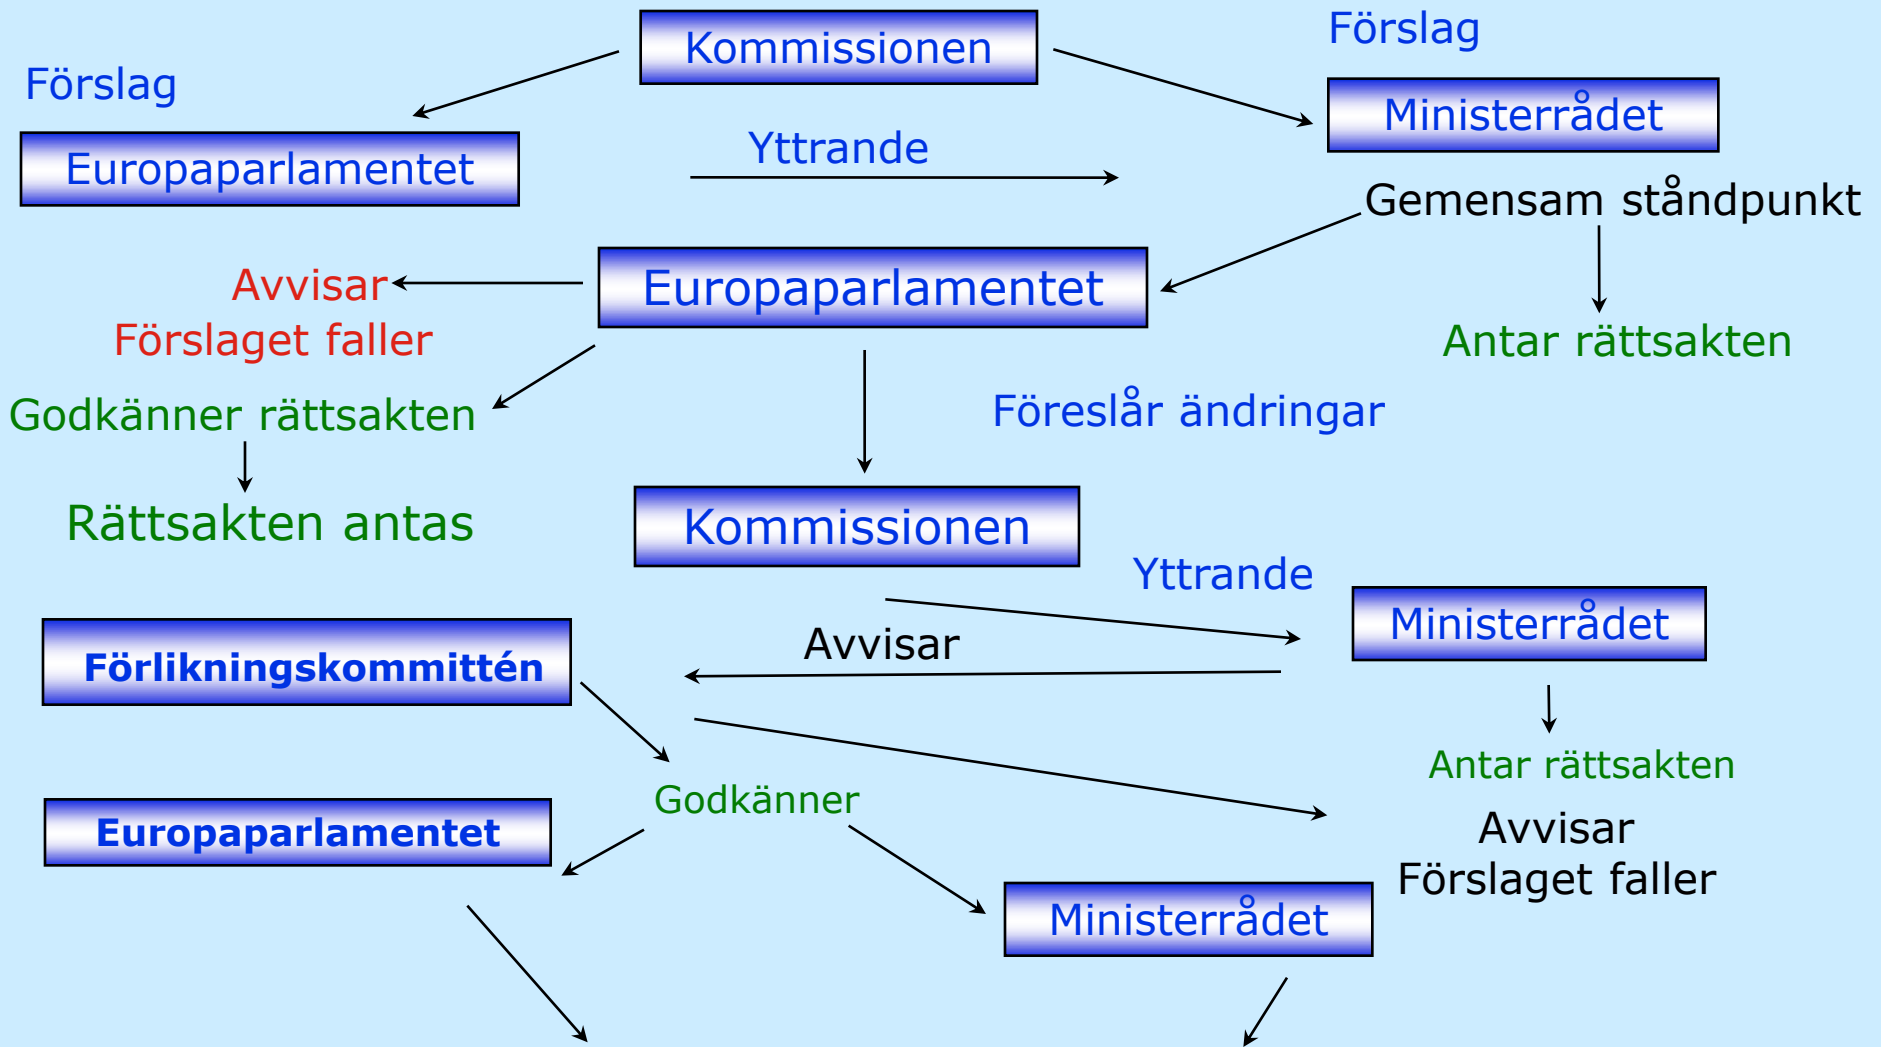 Kommissionen
Förslag
Förslag
Ministerrådet
Europaparlamentet
Yttrande
Gemensam ståndpunkt
Europaparlamentet
Avvisar
Förslaget faller
Antar rättsakten
Godkänner rättsakten
Föreslår ändringar
Rättsakten antas
Kommissionen
Yttrande
Ministerrådet
Avvisar
Förlikningskommittén
Antar rättsakten
Godkänner
Europaparlamentet
Avvisar
Förslaget faller
Ministerrådet